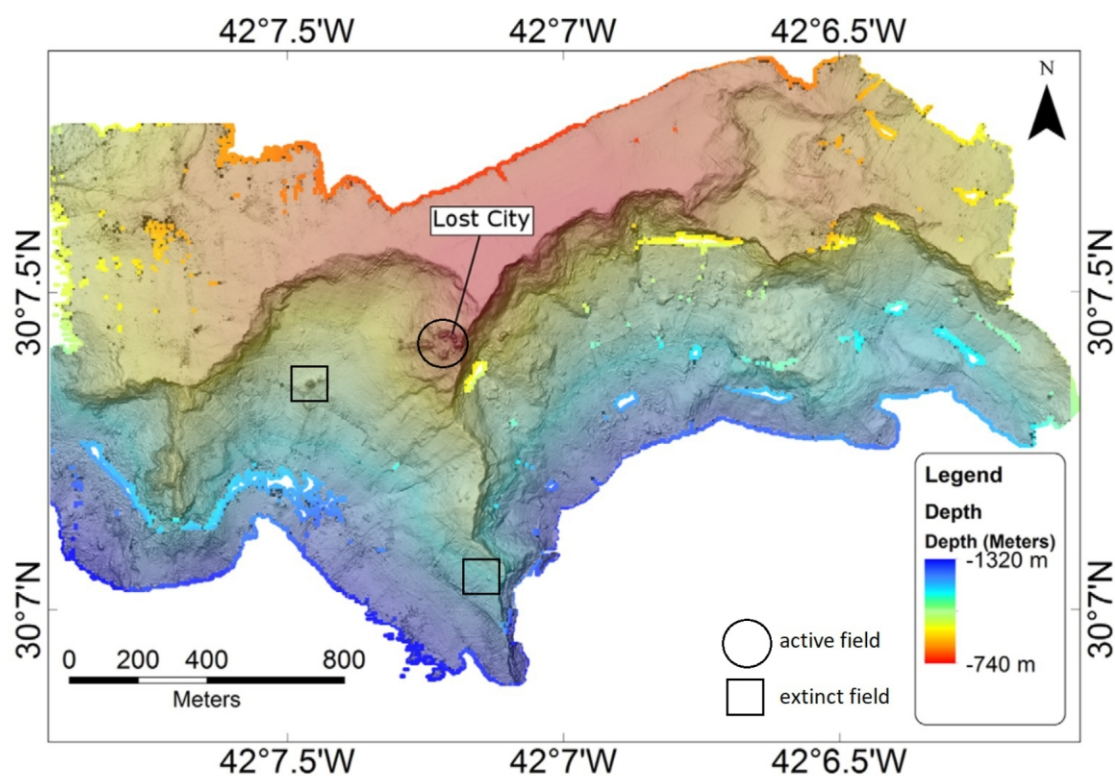 42°7.5'W 42°7'W 42°6.5'W
N
Lost City
30°7.5'N 30°7.5'N
30°7'N 30°7'N
Legend
Depth
Depth (Meters)
-1320 m
-740 m
active field
extinct field
0 200 400 800
Meters
42°7.5'W 42°7'W 42°6.5'W